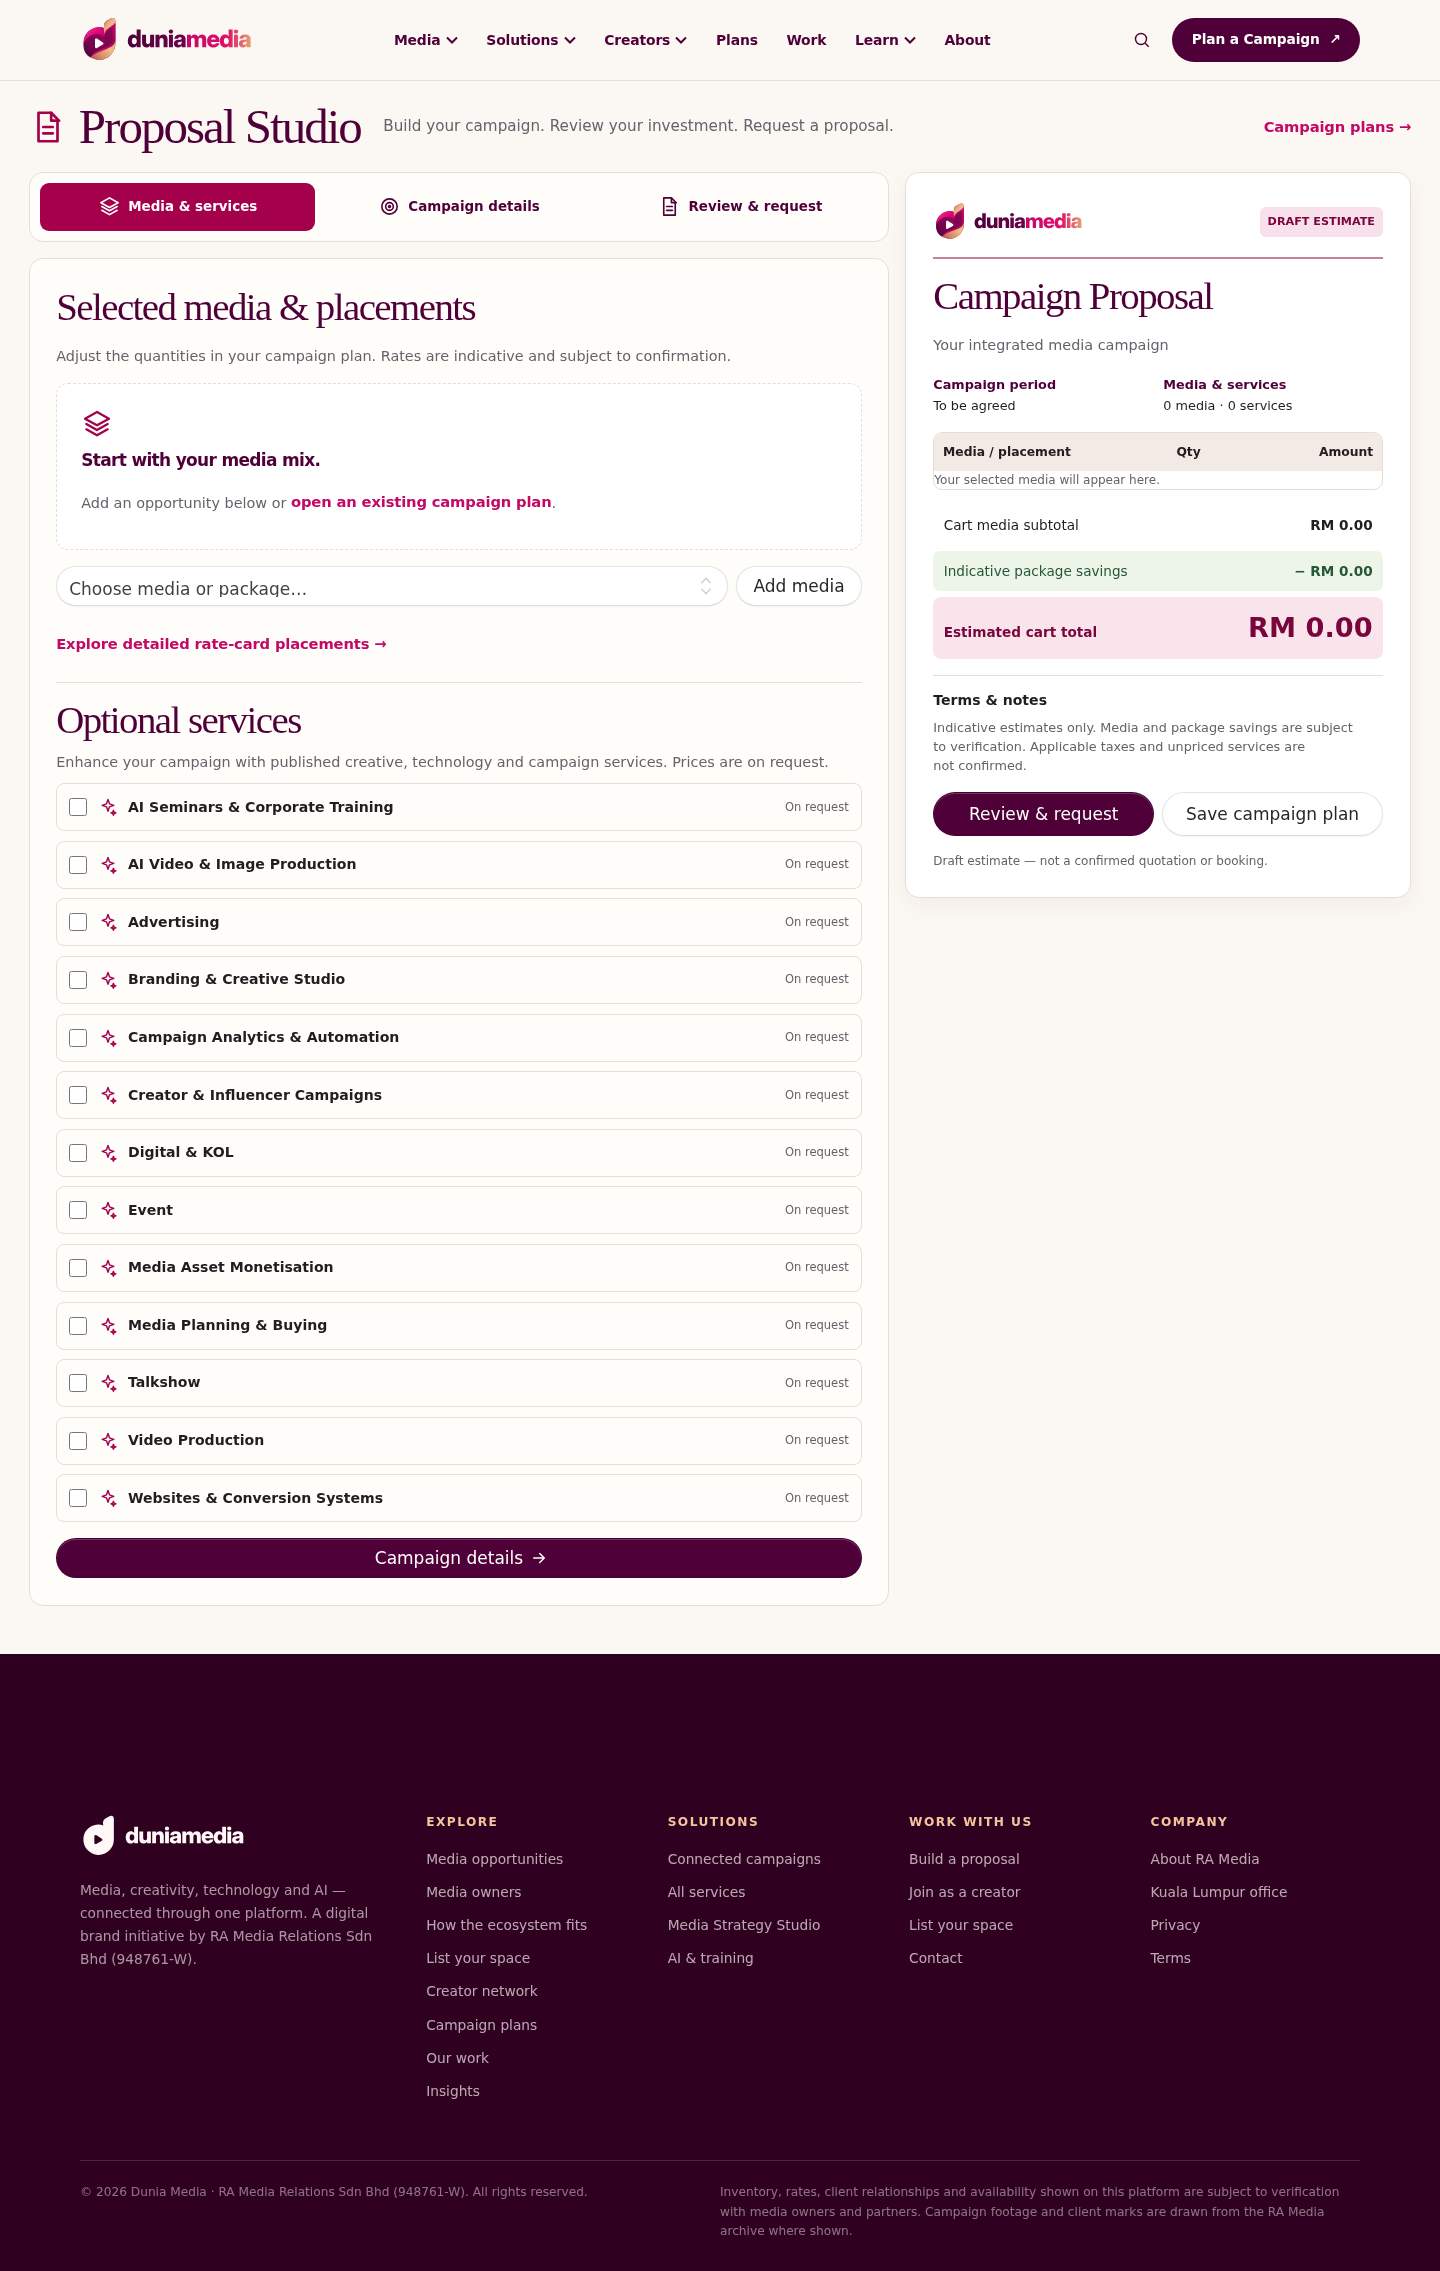 duniamedia
Media
Solutions
Creators
Plans
Work
Learn
About
Plan a Campaign ↗
Proposal Studio
Build your campaign. Review your investment. Request a proposal.
Campaign plans →
Media & services
Campaign details
Review & request
Selected media & placements
Adjust the quantities in your campaign plan. Rates are indicative and subject to confirmation.
Start with your media mix.
Add an opportunity below or open an existing campaign plan.
Choose media or package…
Add media
Explore detailed rate-card placements →
Optional services
Enhance your campaign with published creative, technology and campaign services. Prices are on request.
AI Seminars & Corporate Training
On request
AI Video & Image Production
On request
Advertising
On request
Branding & Creative Studio
On request
Campaign Analytics & Automation
On request
Creator & Influencer Campaigns
On request
Digital & KOL
On request
Event
On request
Media Asset Monetisation
On request
Media Planning & Buying
On request
Talkshow
On request
Video Production
On request
Websites & Conversion Systems
On request
Campaign details →
duniamedia
DRAFT ESTIMATE
Campaign Proposal
Your integrated media campaign
Campaign period
To be agreed
Media & services
0 media · 0 services
Media / placement
Qty
Amount
Your selected media will appear here.
Cart media subtotal
RM 0.00
Indicative package savings
− RM 0.00
Estimated cart total
RM 0.00
Terms & notes
Indicative estimates only. Media and package savings are subject
to verification. Applicable taxes and unpriced services are
not confirmed.
Review & request
Save campaign plan
Draft estimate — not a confirmed quotation or booking.
duniamedia
Media, creativity, technology and AI —
connected through one platform. A digital
brand initiative by RA Media Relations Sdn
Bhd (948761-W).
EXPLORE
Media opportunities
Media owners
How the ecosystem fits
List your space
Creator network
Campaign plans
Our work
Insights
SOLUTIONS
Connected campaigns
All services
Media Strategy Studio
AI & training
WORK WITH US
Build a proposal
Join as a creator
List your space
Contact
COMPANY
About RA Media
Kuala Lumpur office
Privacy
Terms
© 2026 Dunia Media · RA Media Relations Sdn Bhd (948761-W). All rights reserved.
Inventory, rates, client relationships and availability shown on this platform are subject to verification
with media owners and partners. Campaign footage and client marks are drawn from the RA Media
archive where shown.